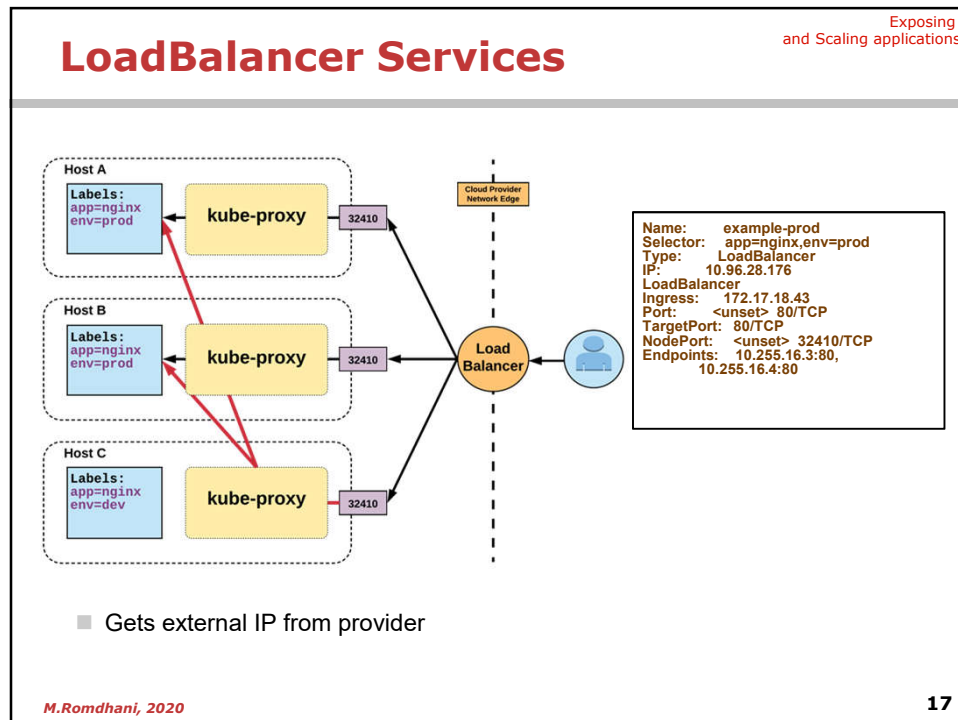 Exposing
and Scaling applications
LoadBalancer Services
Host A
Labels:
app=nginx
env=prod
kube-proxy
32410
Cloud Provider
Network Edge
Host B
Labels:
app=nginx
env=prod
kube-proxy
32410
Load
Balancer
Host C
Labels:
app=nginx
env=dev
kube-proxy
32410
Name: example-prod
Selector: app=nginx,env=prod
Type: LoadBalancer
IP: 10.96.28.176
LoadBalancer
Ingress: 172.17.18.43
Port: <unset> 80/TCP
TargetPort: 80/TCP
NodePort: <unset> 32410/TCP
Endpoints: 10.255.16.3:80,
10.255.16.4:80
Gets external IP from provider
M.Romdhani, 2020
17